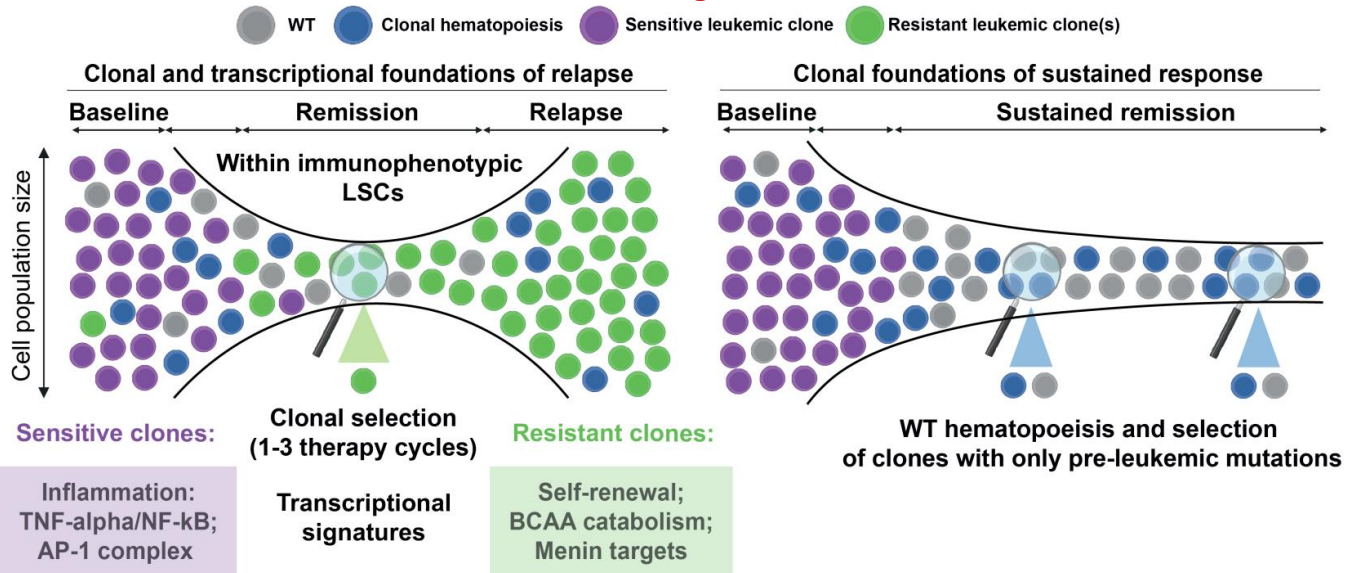 WT
Clonal hematopoiesis
Sensitive leukemic clone
Resistant leukemic clone(s)
Clonal and transcriptional foundations of relapse
Baseline
Remission
Relapse
Within immunophenotypic
LSCs
Cell population size
Sensitive clones:
Clonal selection
(1-3 therapy cycles)
Resistant clones:
Inflammation:
TNF-alpha/NF-kB;
AP-1 complex
Transcriptional
signatures
Self-renewal;
BCAA catabolism;
Menin targets
Clonal foundations of sustained response
Baseline
Sustained remission
WT hematopoeisis and selection
of clones with only pre-leukemic mutations